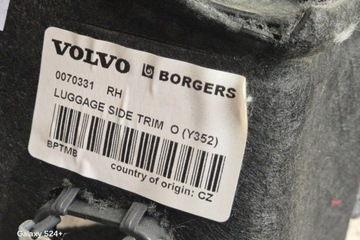 VOLVO BORGERS
0070331 RH
LUGGAGE SIDE TRIM O (Y352)
BPTMB
country of origin: CZ
Galaxy S24+